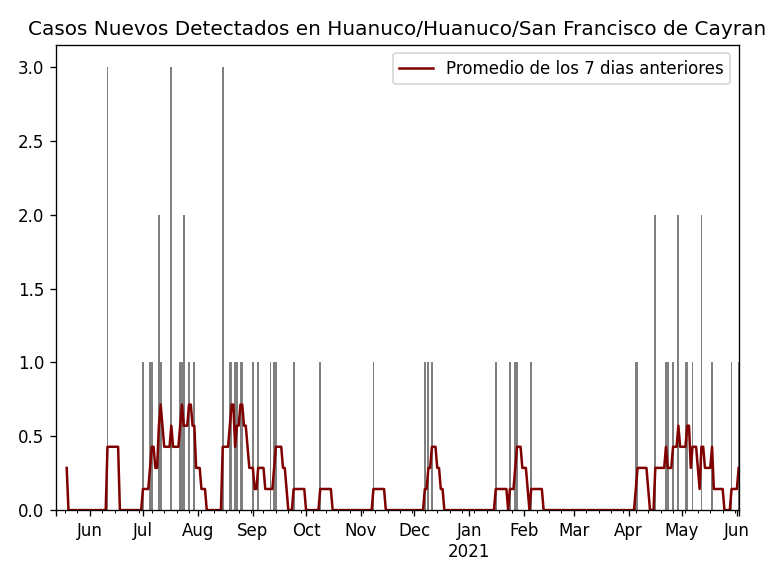 Casos Nuevos Detectados en Huanuco/Huanuco/San Francisco de Cayran
Promedio de los 7 dias anteriores
3.0
2.5
2.0
1.5
1.0
0.5
0.0
Jun Jul Aug Sep Oct Nov Dec Jan Feb Mar Apr May Jun
2021